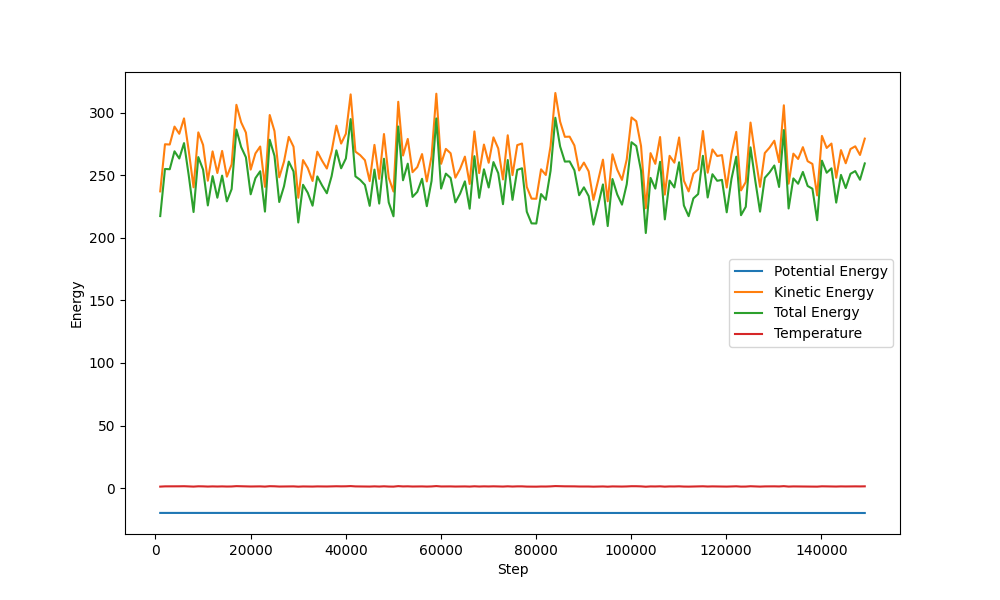 300
250
200
150
100
50
0
Energy
Potential Energy
Kinetic Energy
Total Energy
Temperature
0 20000 40000 60000 80000 100000 120000 140000
Step